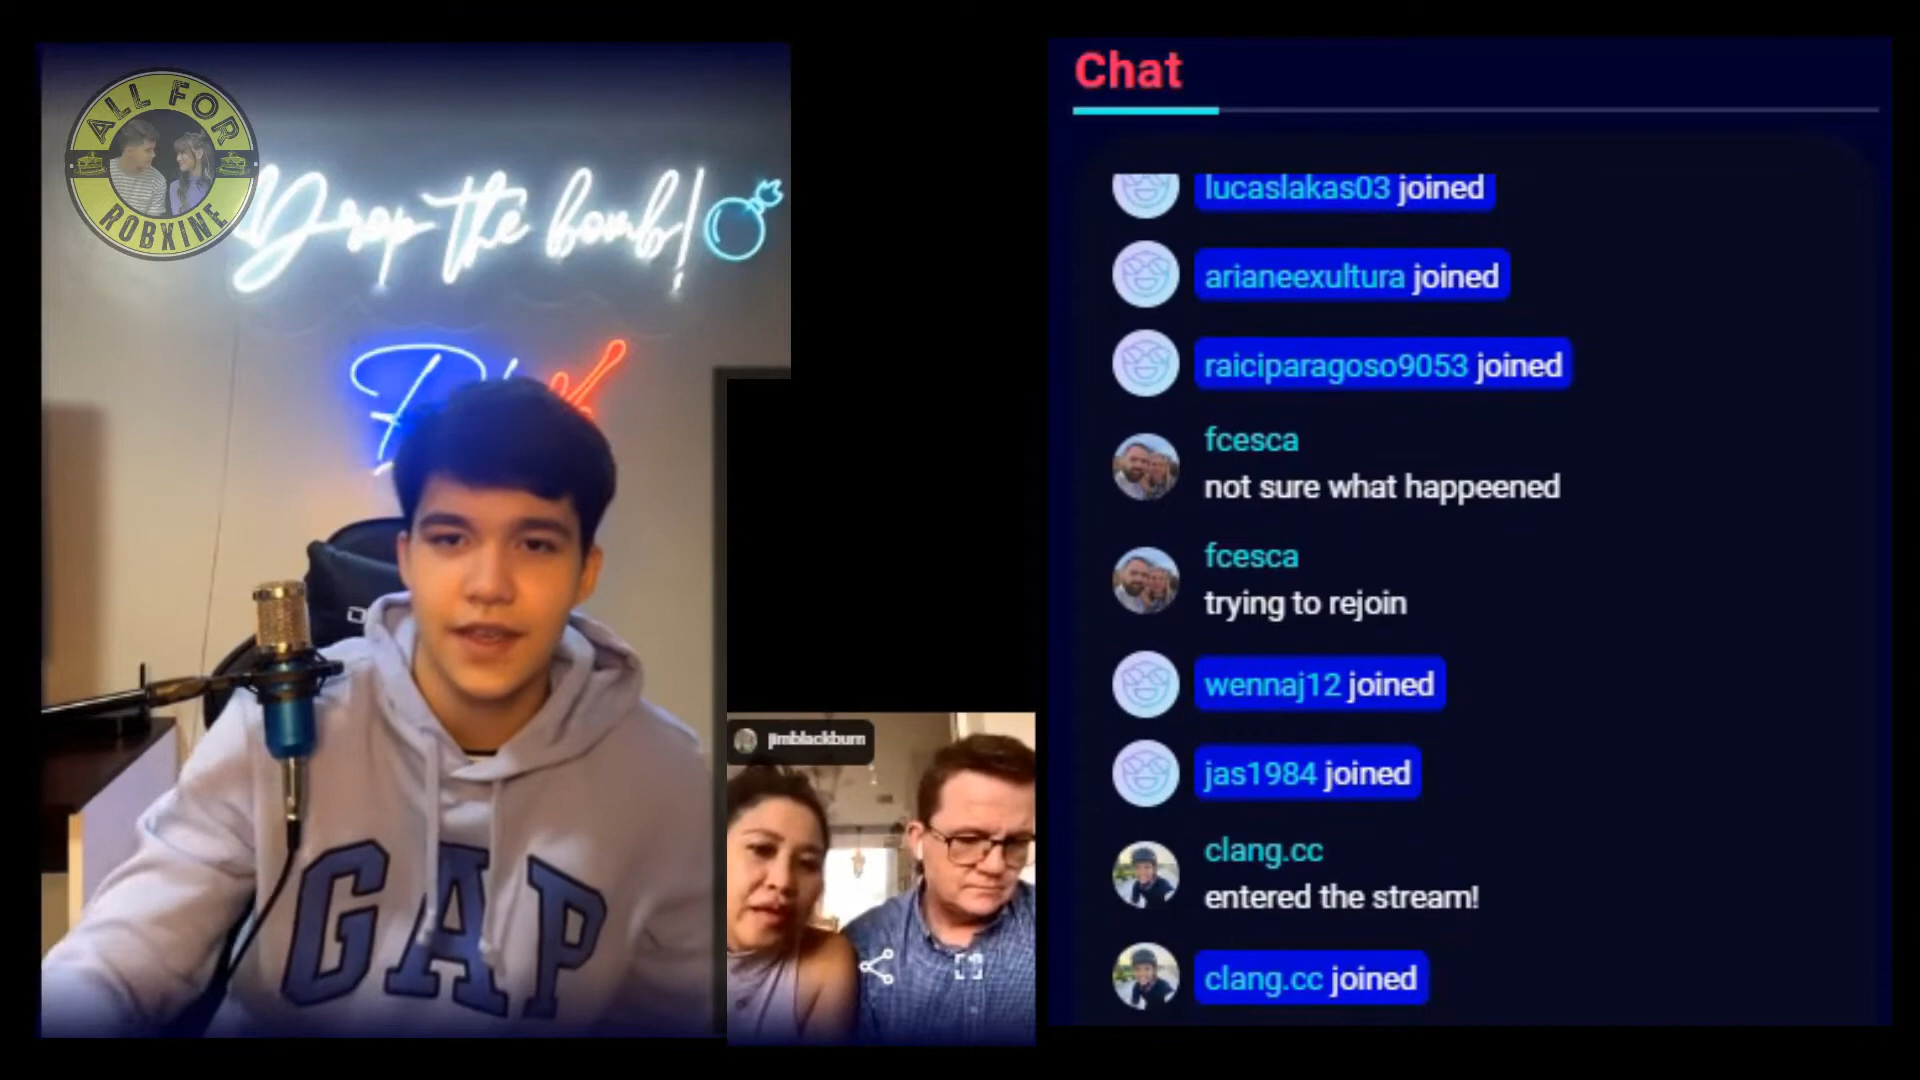 ALL FOR
ROBXINE
Drop the bomb!
GAP
jimblackburn
Chat
lucaslakas03 joined
arianeexultura joined
raiciparagoso9053 joined
fcesca
not sure what happeened
fcesca
trying to rejoin
wennaj12 joined
jas1984 joined
clang.cc
entered the stream!
clang.cc joined